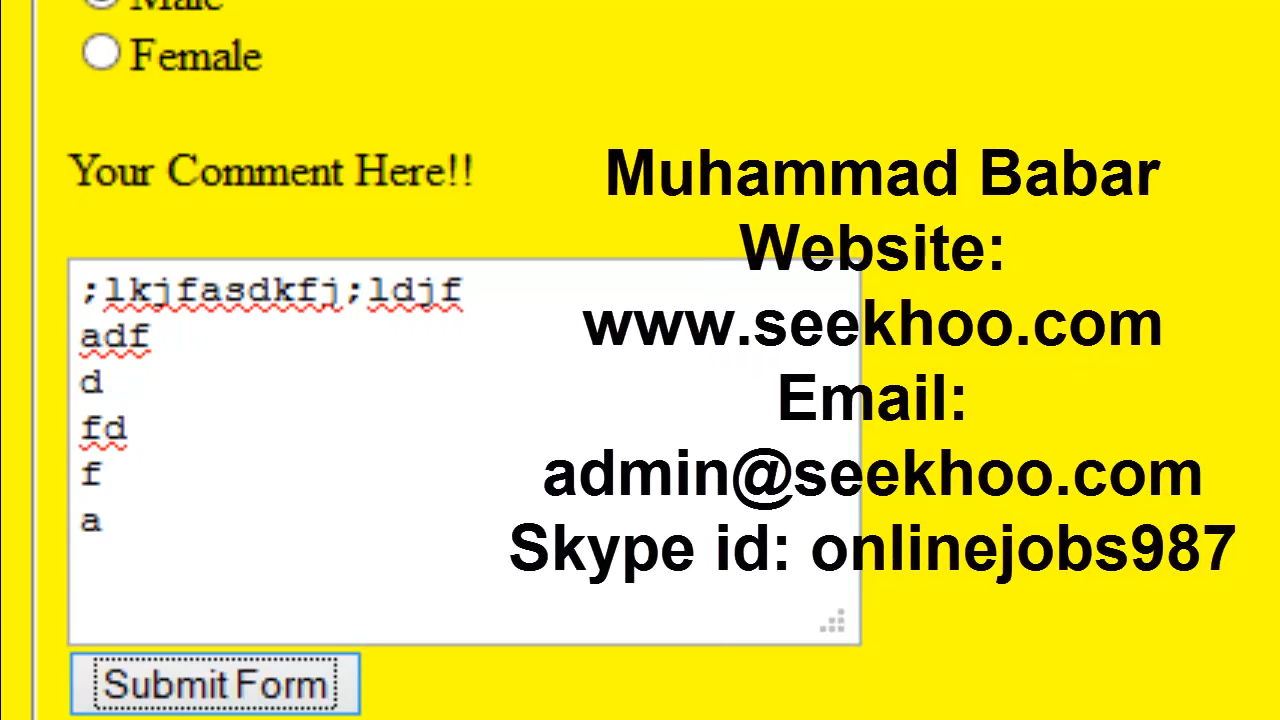 Male
Female
Your Comment Here!!
;lkjfasdkfj;ldjf
adf
d
fd
f
a
Submit Form
Muhammad Babar
Website:
www.seekhoo.com
Email:
admin@seekhoo.com
Skype id: onlinejobs987